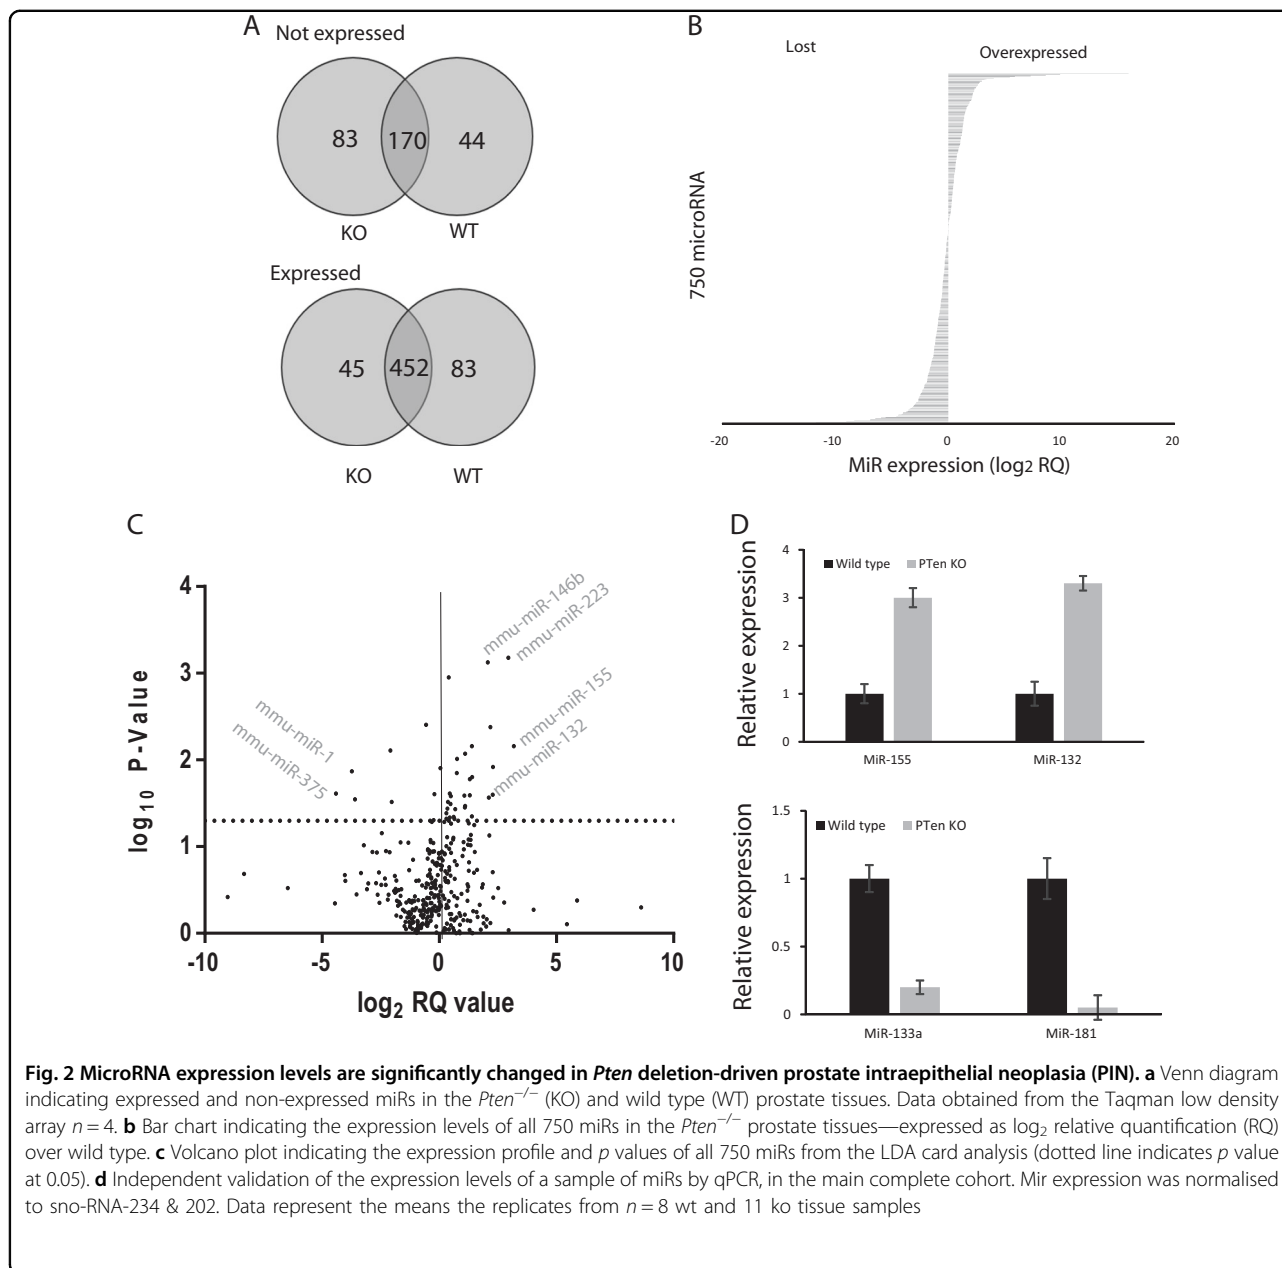 A
Not expressed
83
170
44
KO
WT
Expressed
45
452
83
KO
WT
B
Lost
Overexpressed
750 microRNA
-20
-10
0
10
20
MiR expression (log2 RQ)
C
log10 P-Value
4
3
2
1
0
mmu-miR-146b
mmu-miR-223
mmu-miR-155
mmu-miR-132
mmu-miR-1
mmu-miR-375
-10
-5
0
5
10
log2 RQ value
D
Relative expression
4
3
2
1
0
Wild type
PTen KO
MiR-155
MiR-132
Relative expression
1.5
1
0.5
0
Wild type
PTen KO
MiR-133a
MiR-181
Fig. 2 MicroRNA expression levels are significantly changed in Pten deletion-driven prostate intraepithelial neoplasia (PIN). a Venn diagram
indicating expressed and non-expressed miRs in the Pten−/− (KO) and wild type (WT) prostate tissues. Data obtained from the Taqman low density
array n = 4. b Bar chart indicating the expression levels of all 750 miRs in the Pten−/− prostate tissues—expressed as log2 relative quantification (RQ)
over wild type. c Volcano plot indicating the expression profile and p values of all 750 miRs from the LDA card analysis (dotted line indicates p value
at 0.05). d Independent validation of the expression levels of a sample of miRs by qPCR, in the main complete cohort. Mir expression was normalised
to sno-RNA-234 & 202. Data represent the means the replicates from n = 8 wt and 11 ko tissue samples